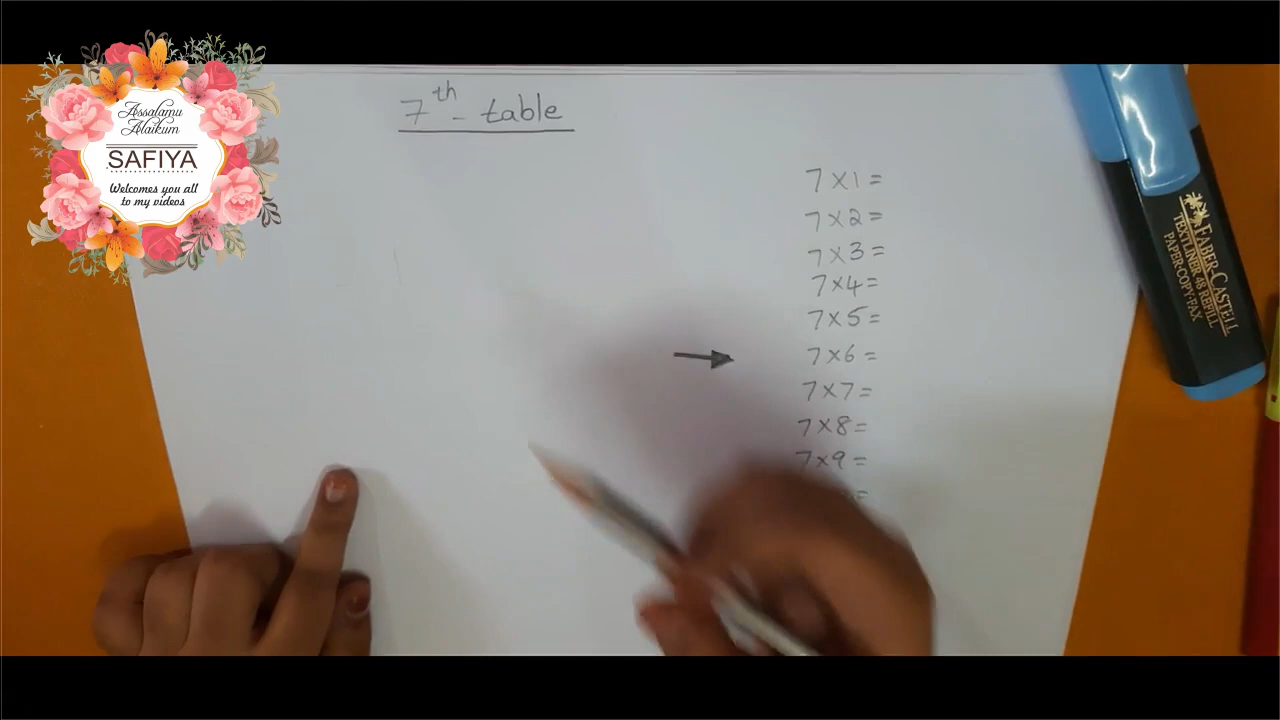 Assalamu
Alaikum
SAFIYA
Welcomes you all
to my videos
7th - table
7×1=
7×2=
7×3=
7×4=
7×5=
7×6=
7×7=
7×8=
7×9=
=
FABER-CASTELL
TEXTLINER 48 REFILL
PAPER·COPY·FAX